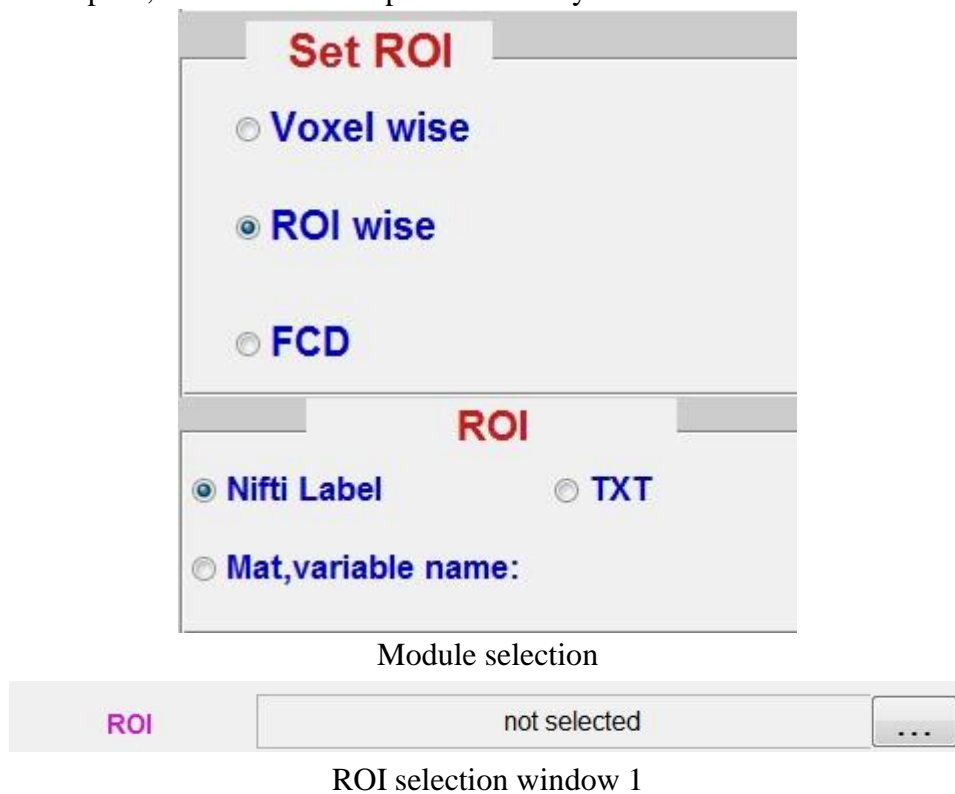 Set ROI
Voxel wise
ROI wise
FCD
ROI
Nifti Label TXT
Mat,variable name:
Module selection
ROI not selected ...
ROI selection window 1